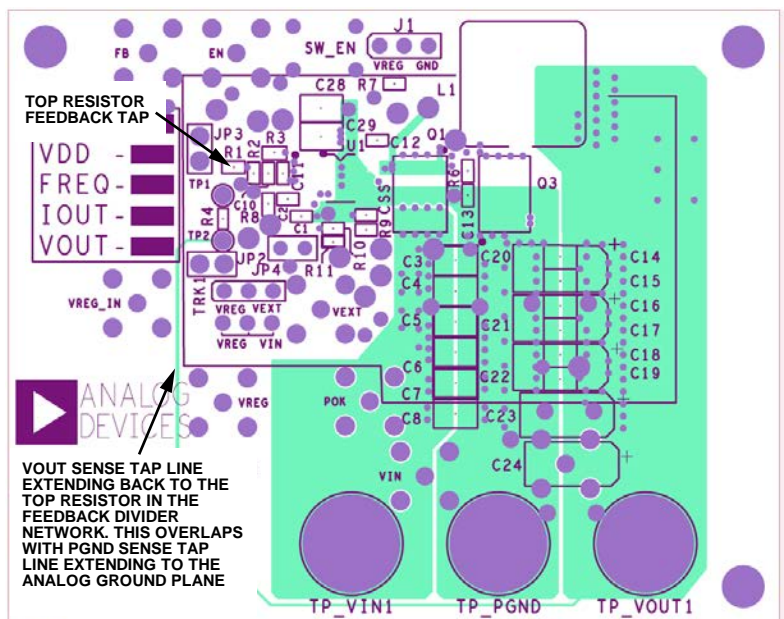 J1
SW_EN
VREG GND
FB
EN
C28
R7
L1
TOP RESISTOR
FEEDBACK TAP
JP3
R1
R2
R3
C29
U1
C12
Q1
VDD -
FREQ -
IOUT -
VOUT -
TP1
C10
C11
R4
R8
C2
C1
CSS
R9
R10
R6
C13
Q3
TP2
JP2
JP4
R11
TRK1
VREG_IN
VREG VEXT
VREG VIN
VEXT
C3
C4
C5
C6
C7
C8
C20
C21
C22
C23
C24
C14
C15
C16
C17
C18
C19
ANALOG
DEVICES
VREG
POK
VIN
VOUT SENSE TAP LINE
EXTENDING BACK TO THE
TOP RESISTOR IN THE
FEEDBACK DIVIDER
NETWORK. THIS OVERLAPS
WITH PGND SENSE TAP
LINE EXTENDING TO THE
ANALOG GROUND PLANE
TP_VIN1
TP_PGND
TP_VOUT1